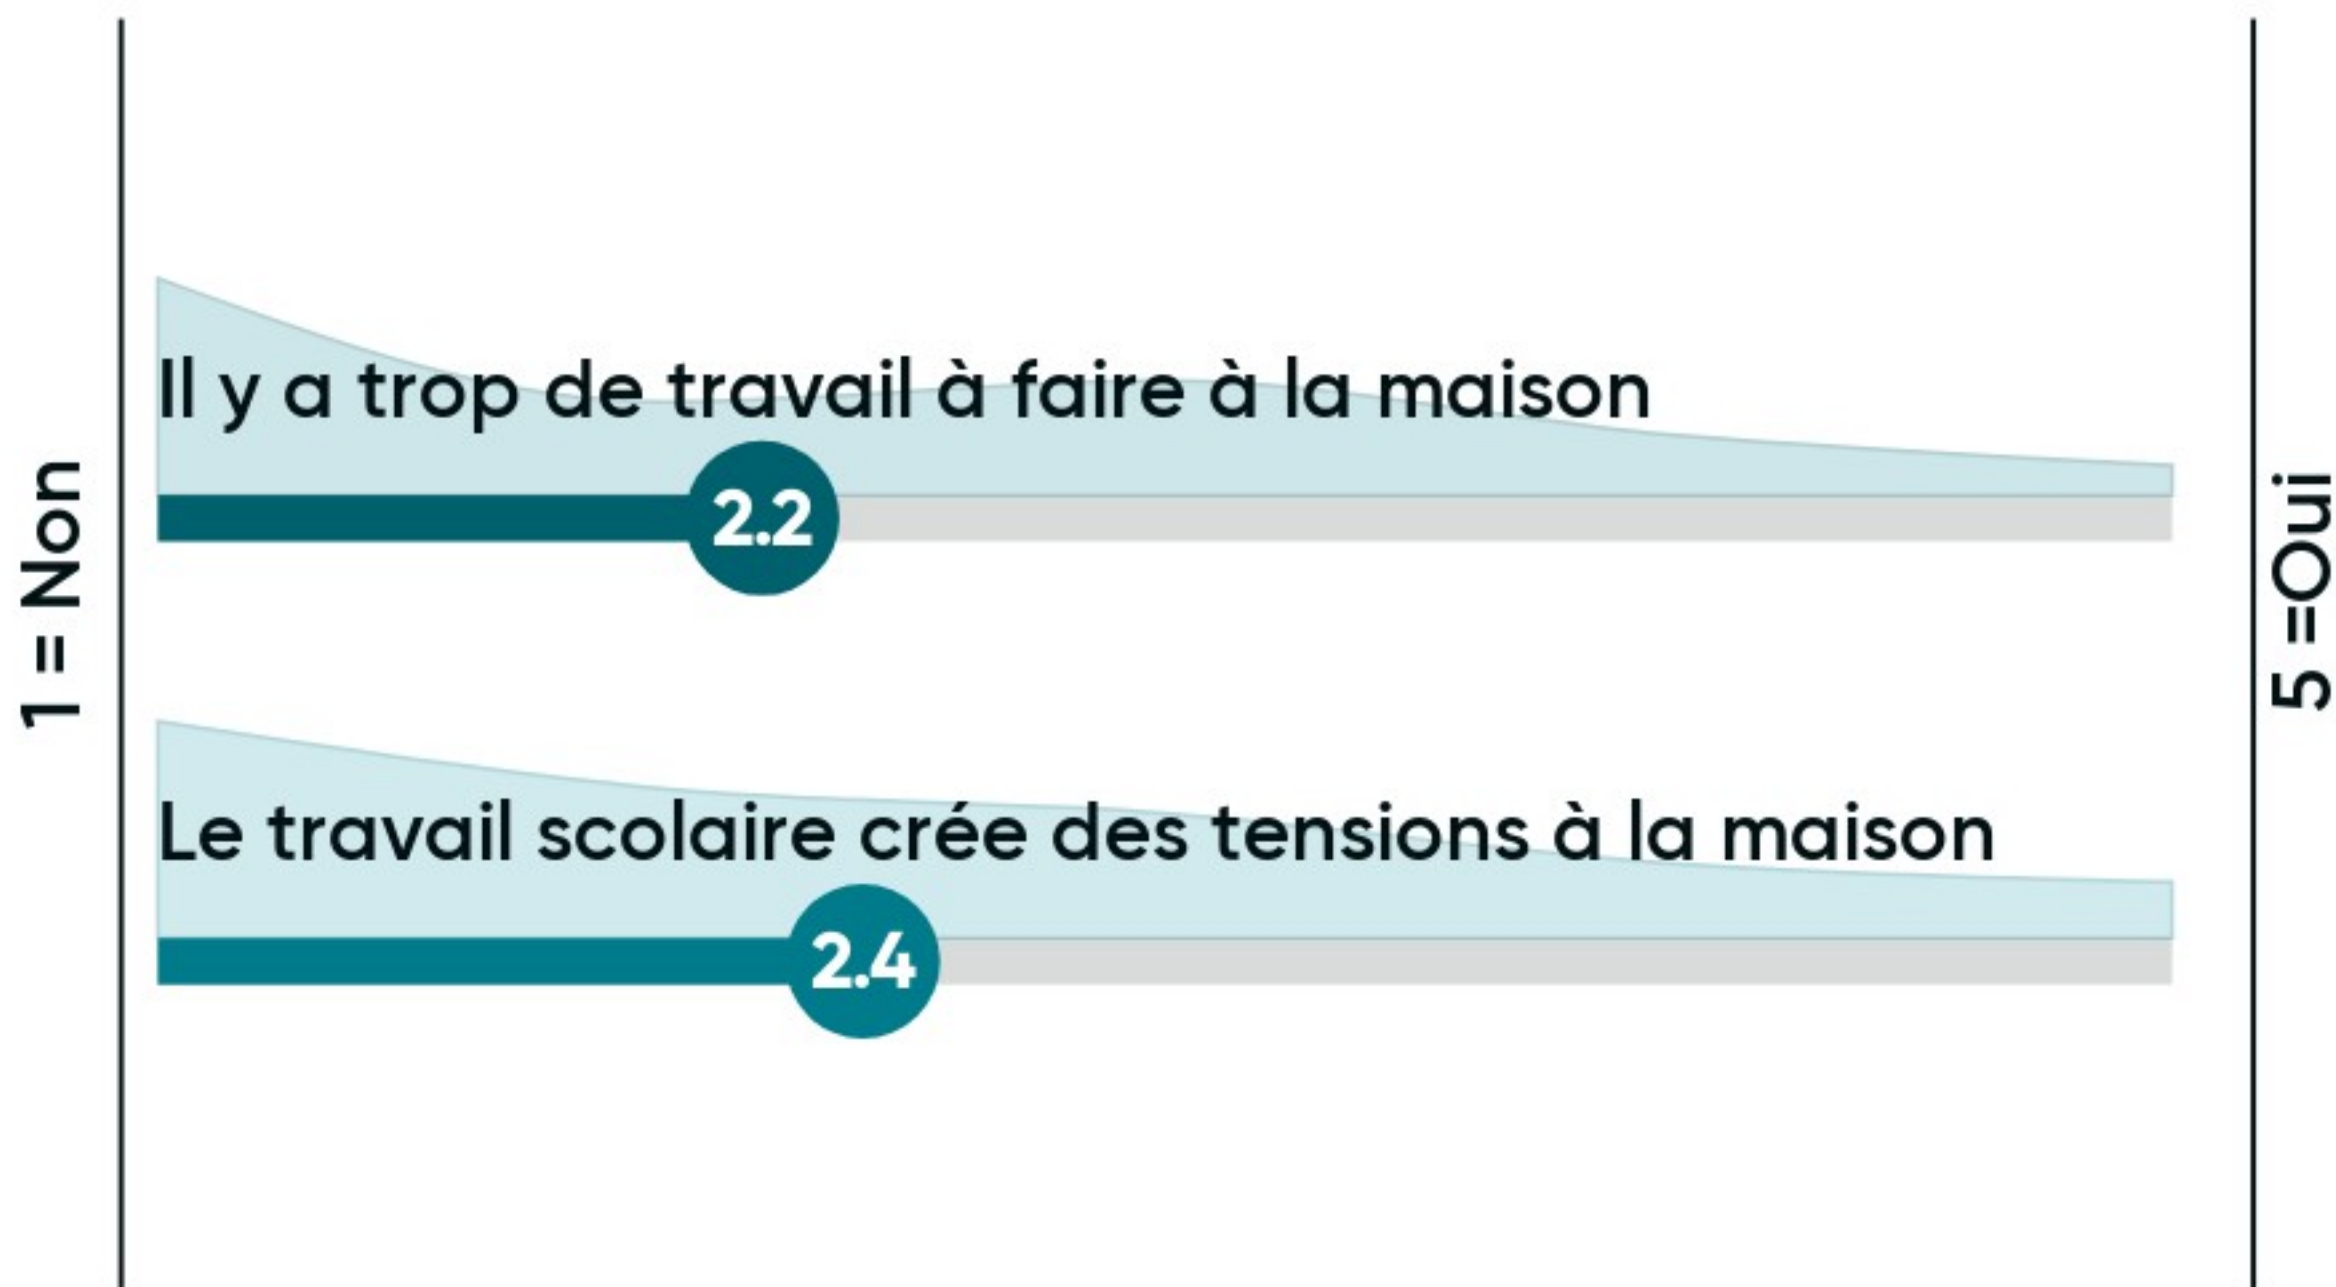 1 = Non
Il y a trop de travail à faire à la maison
2.2
Le travail scolaire crée des tensions à la maison
2.4
5 =Oui